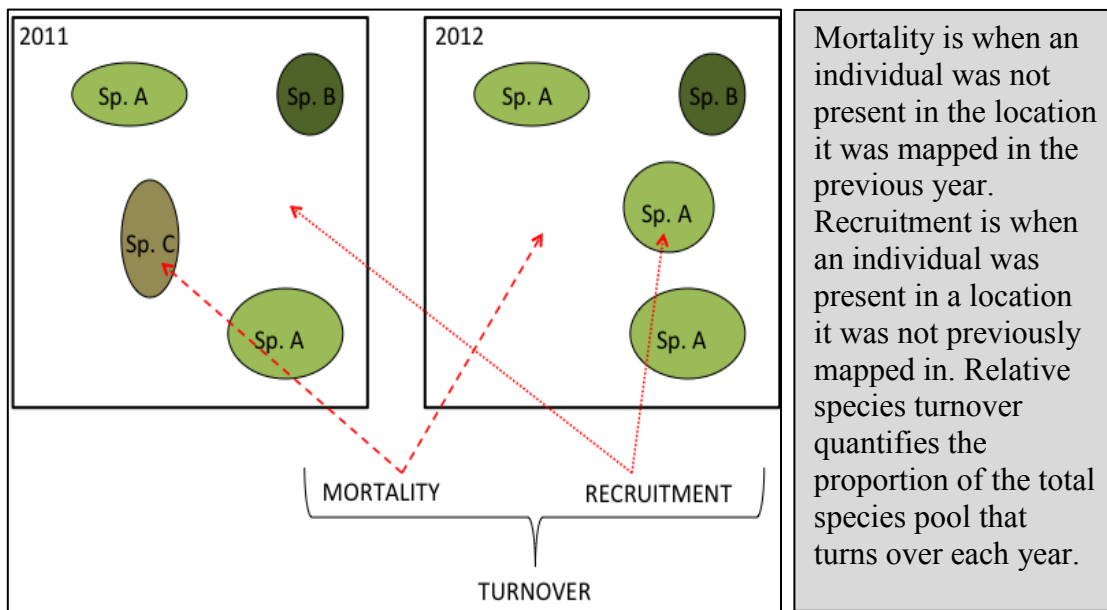 2011
Sp. A
Sp. B
Sp. C
Sp. A
2012
Sp. A
Sp. B
Sp. A
Sp. A
MORTALITY
RECRUITMENT
TURNOVER
Mortality is when an
individual was not
present in the location
it was mapped in the
previous year.
Recruitment is when
an individual was
present in a location
it was not previously
mapped in. Relative
species turnover
quantifies the
proportion of the total
species pool that
turns over each year.